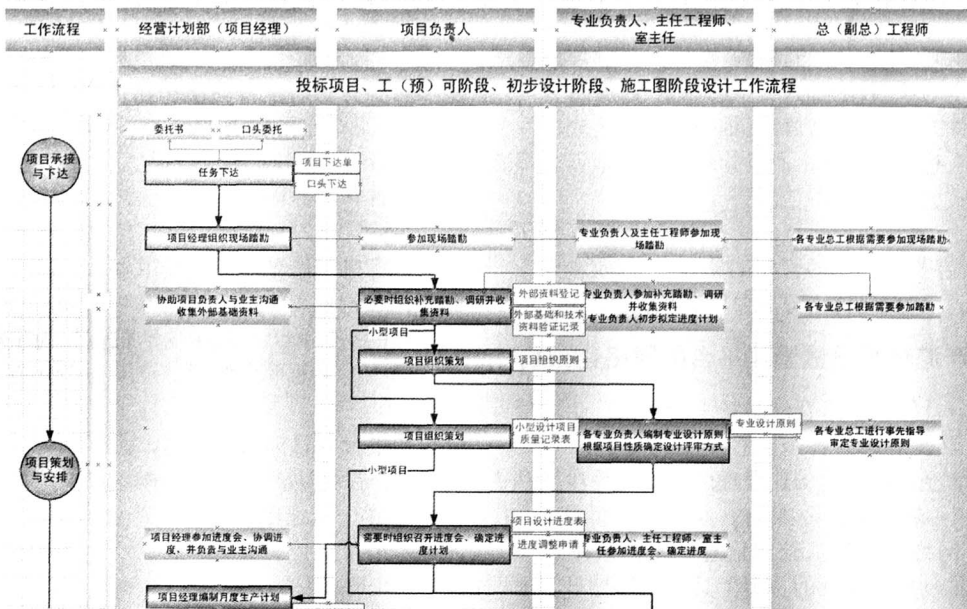 工作流程
经营计划部（项目经理）
项目负责人
专业负责人、主任工程师、
室主任
总（副总）工程师
投标项目、工（预）可阶段、初步设计阶段、施工图阶段设计工作流程
委托书
口头委托
项目承接
与下达
任务下达
项目下达单
口头下达
项目经理组织现场踏勘
参加现场踏勘
专业负责人及主任工程师参加现
场踏勘
各专业总工根据需要参加现场踏勘
协助项目负责人与业主沟通
收集外部基础资料
必要时组织补充踏勘、调研并收
集资料
外部资料登记
外部基础和技术
资料验证记录
专业负责人参加补充踏勘、调研
并收集资料
专业负责人初步拟定进度计划
各专业总工根据需要参加踏勘
小型项目
项目组织策划
项目组织原则
项目组织策划
小型设计项目
质量记录表
各专业负责人编制专业设计原则
根据项目性质确定设计评审方式
专业设计原则
各专业总工进行事先指导
审定专业设计原则
项目策划
与安排
小型项目
项目经理参加进度会、协调进
度，并负责与业主沟通
需要时组织召开进度会、确定进
度计划
项目设计进度表
进度调整申请
专业负责人、主任工程师、室主
任参加进度会、确定进度
项目经理编制月度生产计划